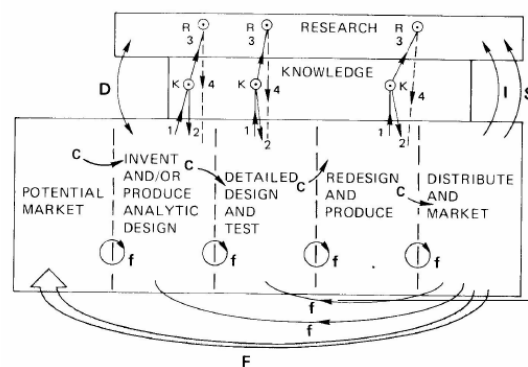 R R R
RESEARCH
3 3 3
KNOWLEDGE
D K 4 K 4 K 4 I S
1 2 1 2 1 2
C INVENT AND/OR PRODUCE ANALYTIC DESIGN
C DETAILED DESIGN AND TEST
C REDESIGN AND PRODUCE
C DISTRIBUTE AND MARKET
POTENTIAL MARKET
f f f f
f
f
F